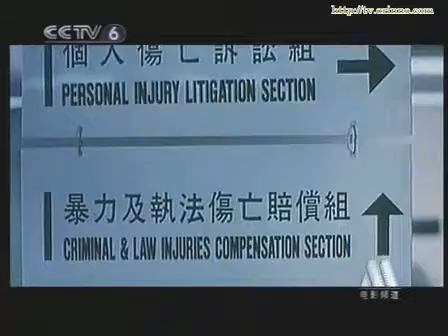 CCTV 6
http://tv.ccluan.com
個人傷亡訴訟組
PERSONAL INJURY LITIGATION SECTION
暴力及執法傷亡賠償組
CRIMINAL & LAW INJURIES COMPENSATION SECTION
电影频道